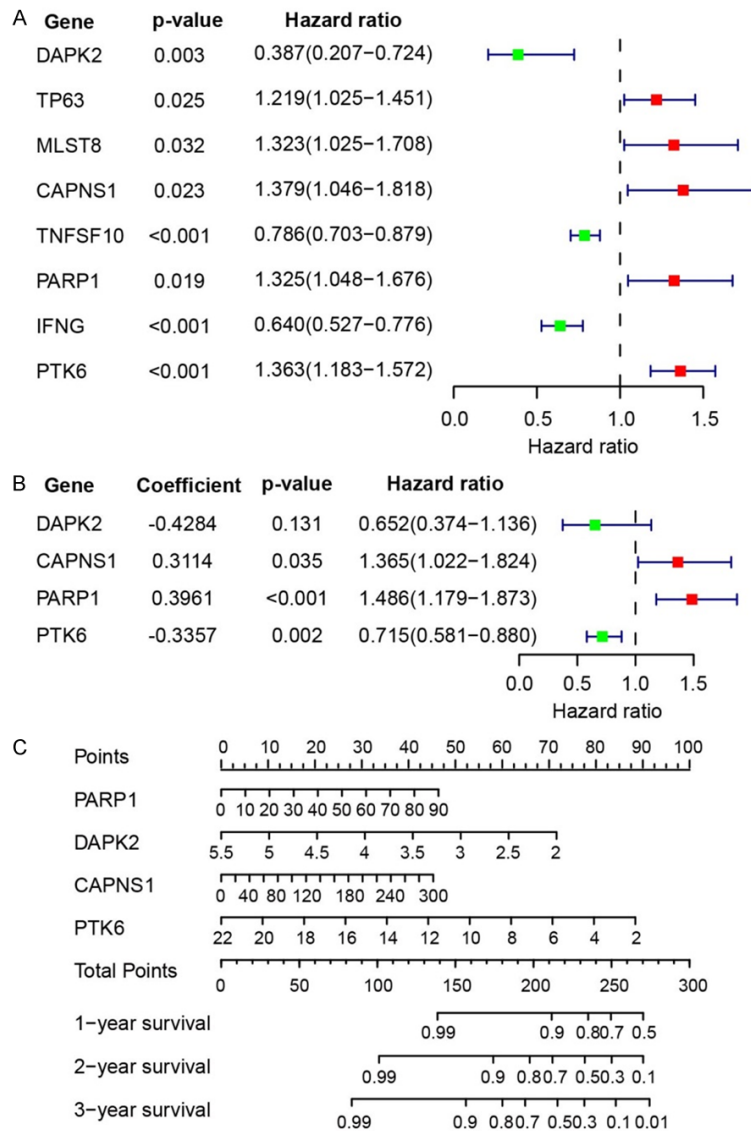 A
Gene p-value Hazard ratio
DAPK2 0.003 0.387(0.207−0.724)
TP63 0.025 1.219(1.025−1.451)
MLST8 0.032 1.323(1.025−1.708)
CAPNS1 0.023 1.379(1.046−1.818)
TNFSF10 <0.001 0.786(0.703−0.879)
PARP1 0.019 1.325(1.048−1.676)
IFNG <0.001 0.640(0.527−0.776)
PTK6 <0.001 1.363(1.183−1.572)
0.0 0.5 1.0 1.5
Hazard ratio
B
Gene Coefficient p-value Hazard ratio
DAPK2 -0.4284 0.131 0.652(0.374−1.136)
CAPNS1 0.3114 0.035 1.365(1.022−1.824)
PARP1 0.3961 <0.001 1.486(1.179−1.873)
PTK6 -0.3357 0.002 0.715(0.581−0.880)
0.0 0.5 1.0 1.5
Hazard ratio
C
Points 0 10 20 30 40 50 60 70 80 90 100
PARP1 0 10 20 30 40 50 60 70 80 90
DAPK2 5.5 5 4.5 4 3.5 3 2.5 2
CAPNS1 0 40 80 120 180 240 300
PTK6 22 20 18 16 14 12 10 8 6 4 2
Total Points 0 50 100 150 200 250 300
1−year survival 0.99 0.9 0.8 0.7 0.5
2−year survival 0.99 0.9 0.8 0.7 0.5 0.3 0.1
3−year survival 0.99 0.9 0.8 0.7 0.5 0.3 0.1 0.01